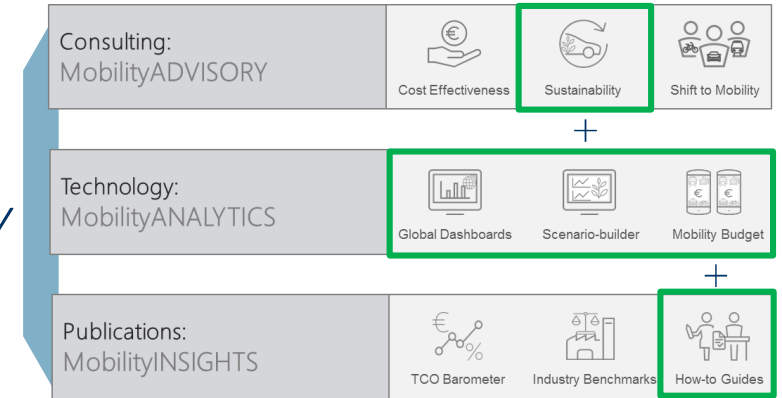 Consulting:
MobilityADVISORY
Cost Effectiveness
Sustainability
Shift to Mobility
+
Technology:
MobilityANALYTICS
Global Dashboards
Scenario-builder
Mobility Budget
+
Publications:
MobilityINSIGHTS
TCO Barometer
Industry Benchmarks
How-to Guides